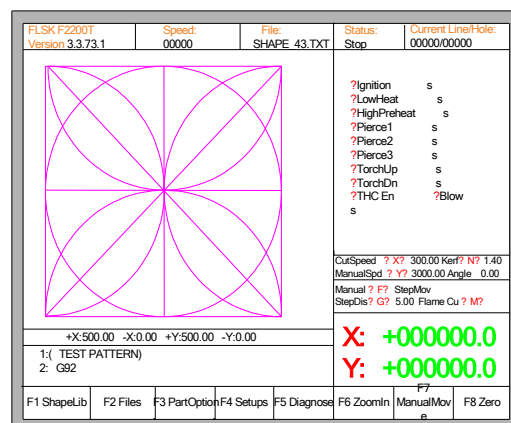 FLSK F2200T Speed: File: Status: Current Line/Hole:
Version 3.3.73.1 00000 SHAPE 43.TXT Stop 00000/00000
?Ignition s
?LowHeat s
?HighPreheat s
?Pierce1 s
?Pierce2 s
?Pierce3 s
?TorchUp s
?TorchDn s
?THC En ?Blow
s
CutSpeed ? X? 300.00 Kerf? N? 1.40
ManualSpd ? Y? 3000.00 Angle 0.00
Manual ? F? StepMov
StepDis? G? 5.00 Flame Cu ? M?
+X:500.00 -X:0.00 +Y:500.00 -Y:0.00
1:( TEST PATTERN)
2: G92
X: +000000.0
Y: +000000.0
F1 ShapeLib F2 Files F3 PartOption F4 Setups F5 Diagnose F6 ZoomIn F7 ManualMove F8 Zero